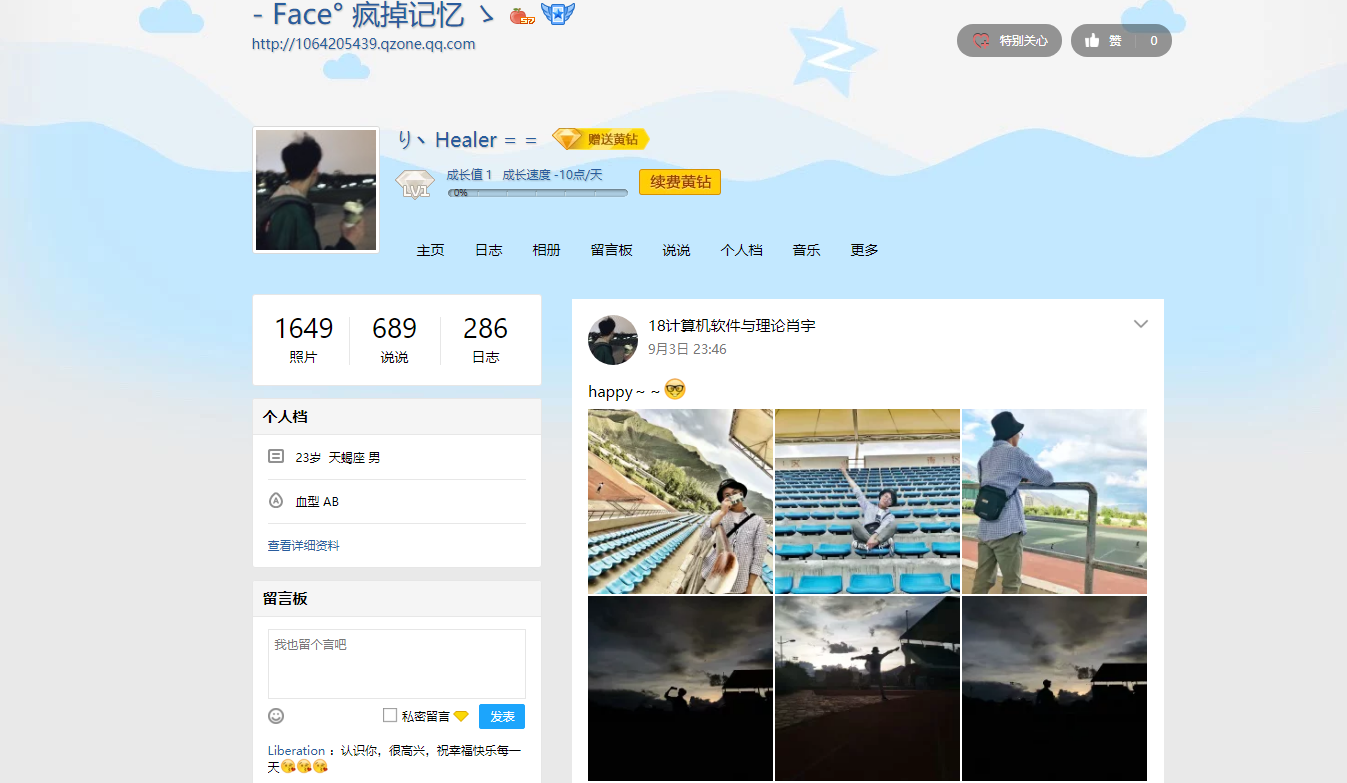 - Face° 疯掉记忆 ゝ
http://1064205439.qzone.qq.com
特别关心
赞 0
り丶 Healer = =
赠送黄钻
LV1
成长值 1 成长速度 -10点/天
0%
续费黄钻
主页 日志 相册 留言板 说说 个人档 音乐 更多
1649 689 286
照片 说说 日志
个人档
23岁 天蝎座 男
血型 AB
查看详细资料
留言板
我也留个言吧
私密留言
发表
Liberation ：认识你，很高兴，祝幸福快乐每一
天
18计算机软件与理论肖宇
9月3日 23:46
happy~ ~